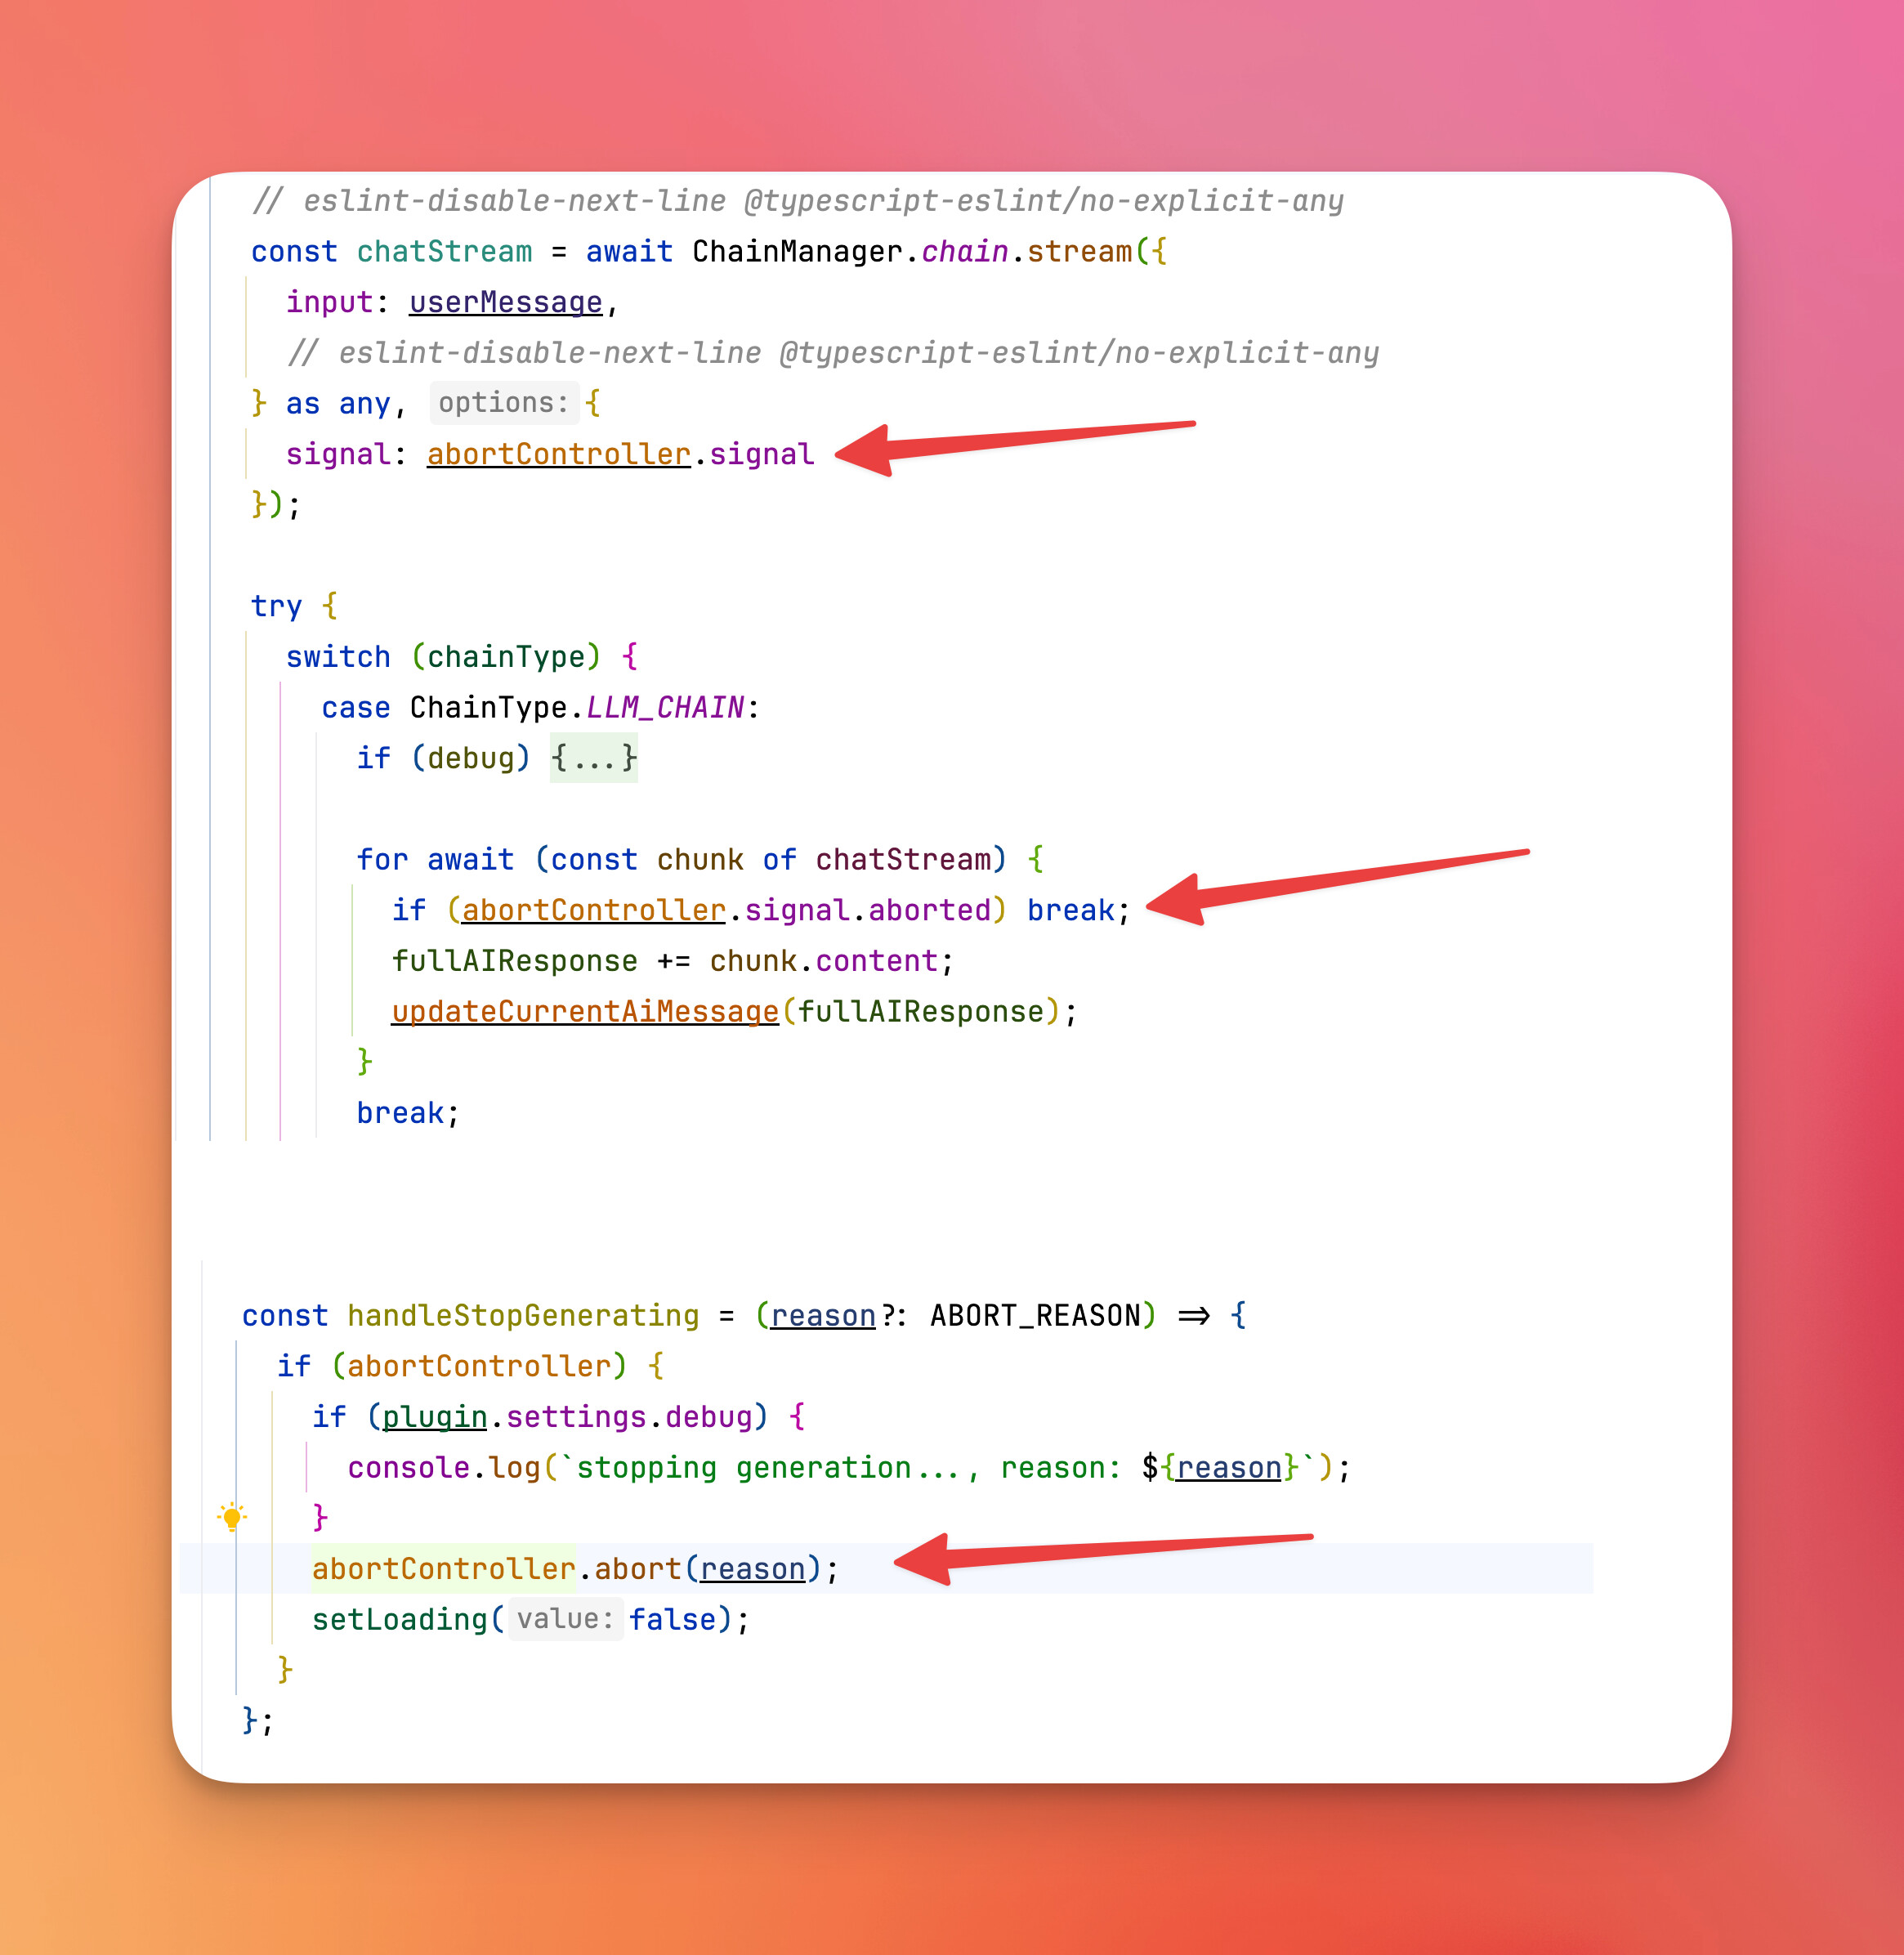 // eslint-disable-next-line @typescript-eslint/no-explicit-any
const chatStream = await ChainManager.chain.stream({
input: userMessage,
// eslint-disable-next-line @typescript-eslint/no-explicit-any
} as any, options: {
signal: abortController.signal
});
try {
switch (chainType) {
case ChainType.LLM_CHAIN:
if (debug) {...}
for await (const chunk of chatStream) {
if (abortController.signal.aborted) break;
fullAIResponse += chunk.content;
updateCurrentAiMessage(fullAIResponse);
}
break;
const handleStopGenerating = (reason?: ABORT_REASON) => {
if (abortController) {
if (plugin.settings.debug) {
console.log(`stopping generation..., reason: ${reason}`);
}
abortController.abort(reason);
setLoading( value: false);
}
};